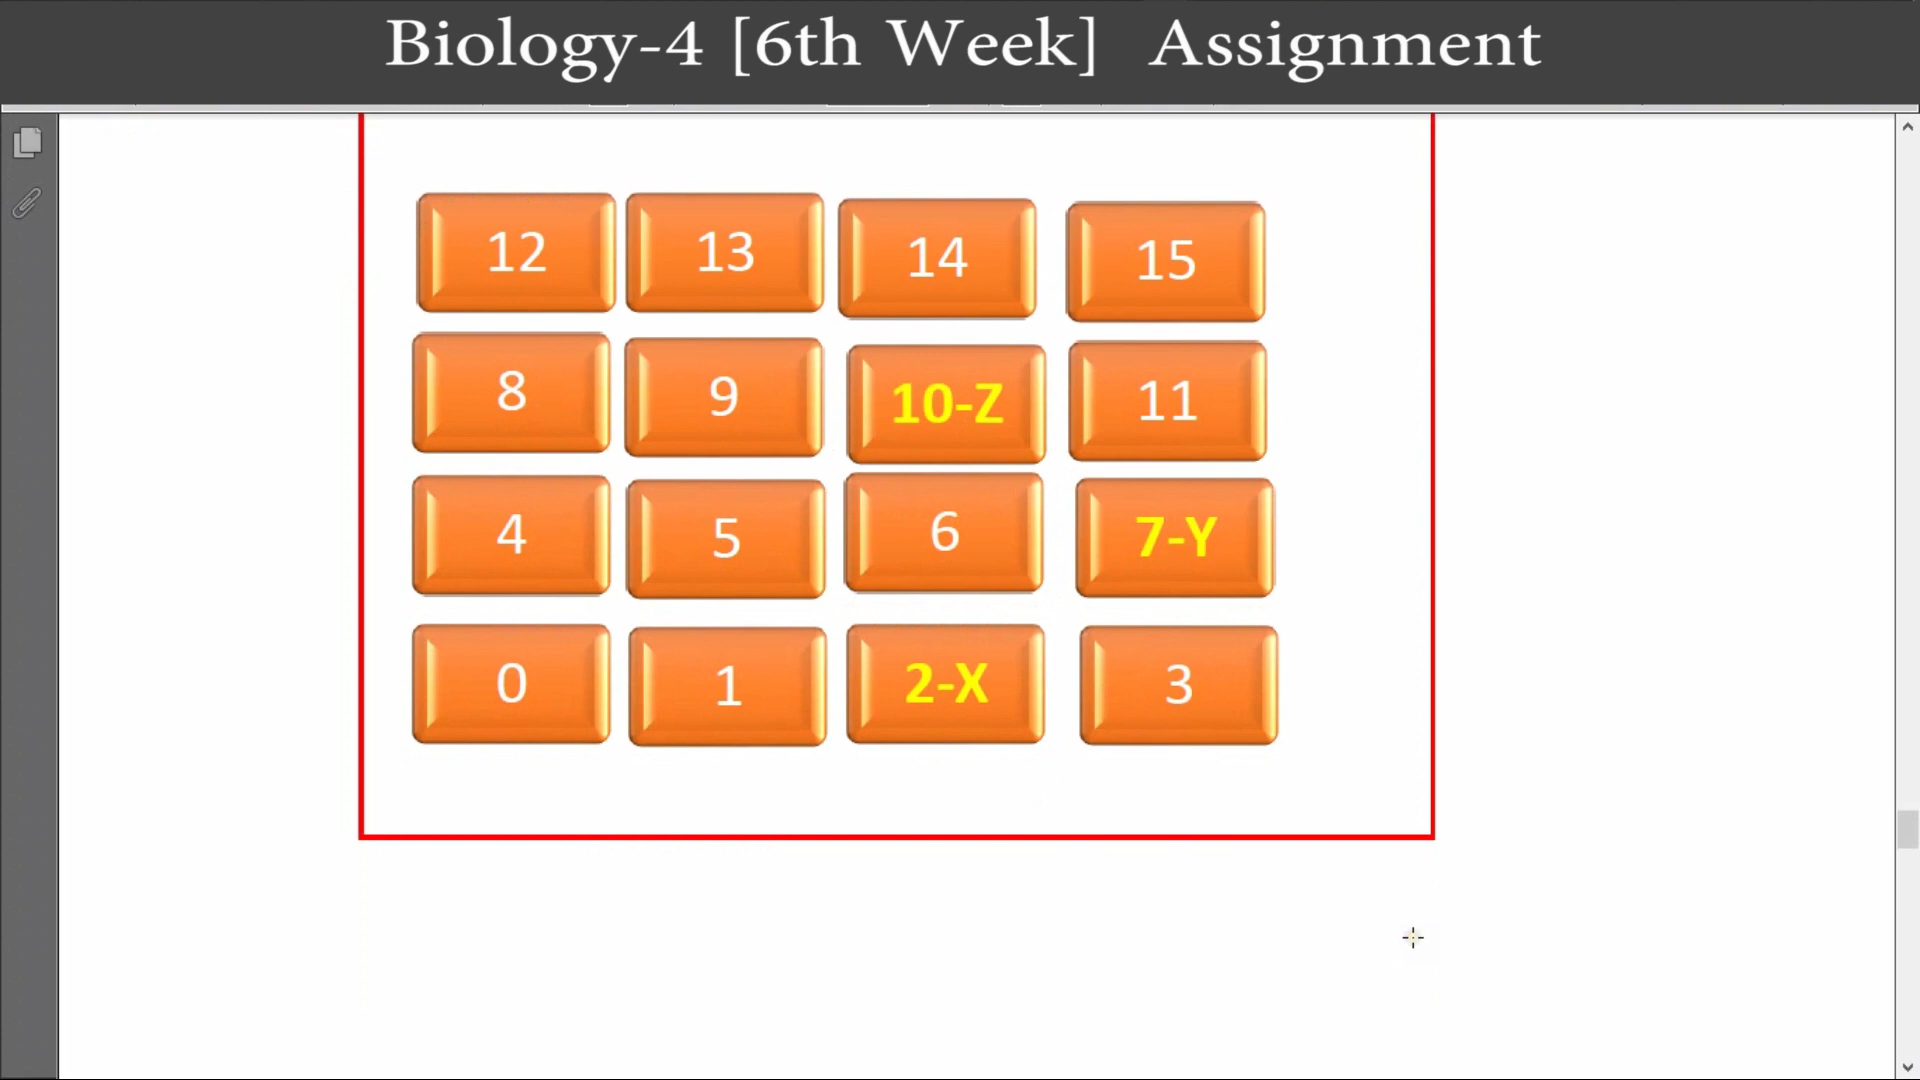 Biology-4 [6th Week] Assignment
12 13 14 15
8 9 10-Z 11
4 5 6 7-Y
0 1 2-X 3